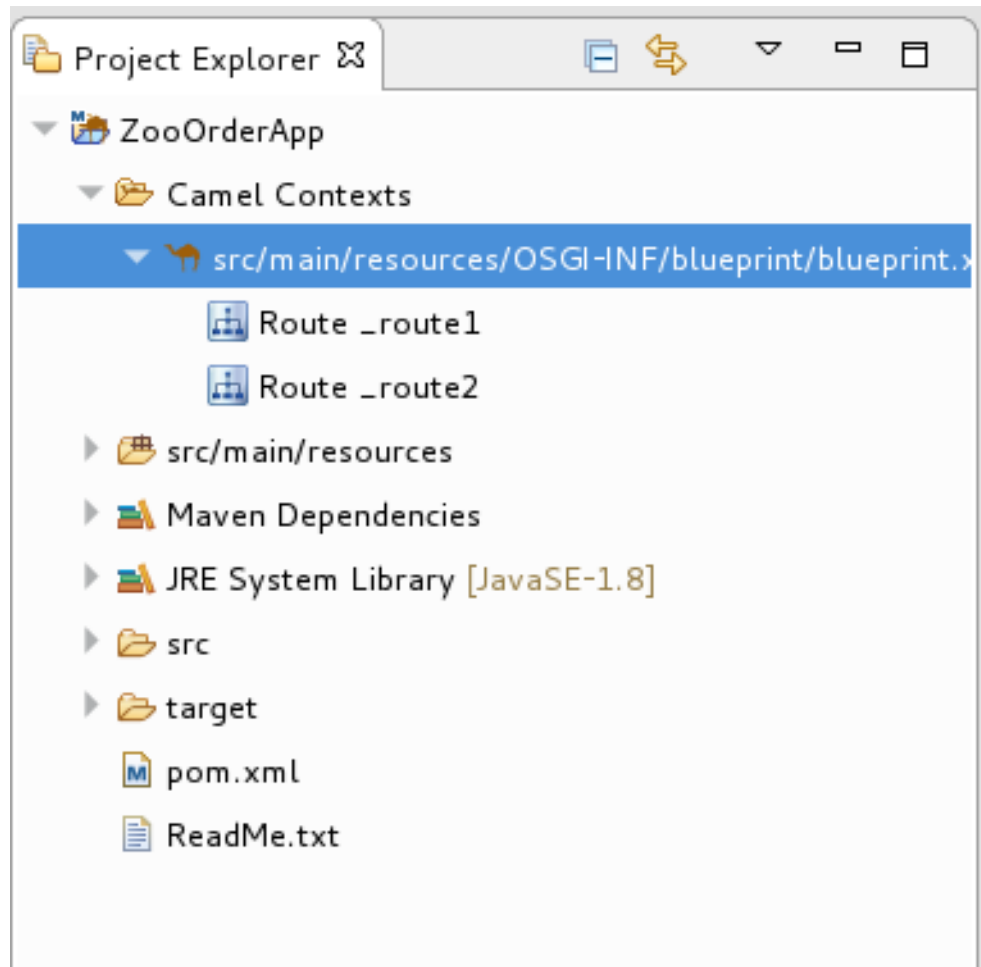 Project Explorer
ZooOrderApp
Camel Contexts
src/main/resources/OSGI-INF/blueprint/blueprint.x
Route _route1
Route _route2
src/main/resources
Maven Dependencies
JRE System Library [JavaSE-1.8]
src
target
pom.xml
ReadMe.txt